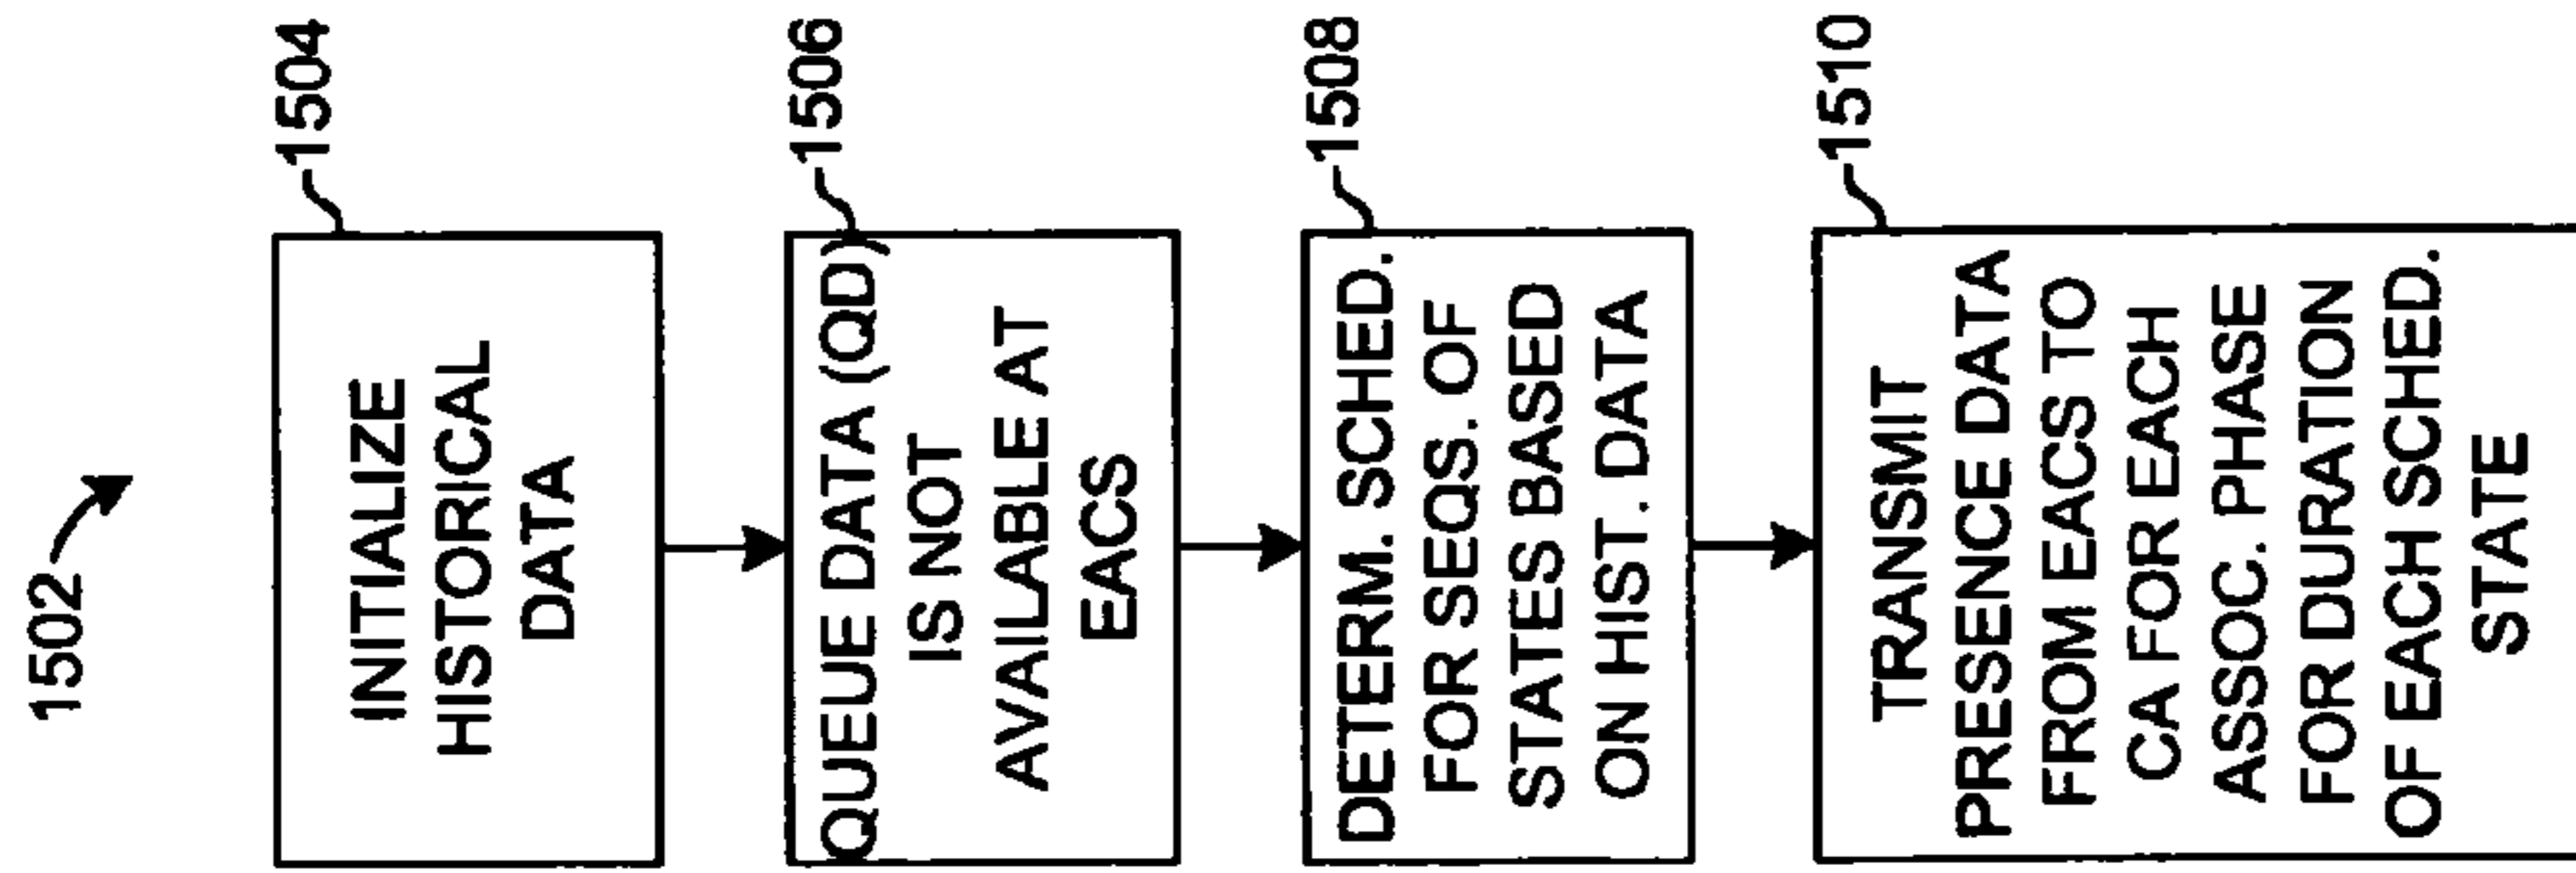 1502
1504
INITIALIZE
HISTORICAL
DATA
1506
QUEUE DATA (QD)
IS NOT
AVAILABLE AT
EACS
1508
DETERM. SCHED.
FOR SEQS. OF
STATES BASED
ON HIST. DATA
1510
TRANSMIT
PRESENCE DATA
FROM EACS TO
CA FOR EACH
ASSOC. PHASE
FOR DURATION
OF EACH SCHED.
STATE